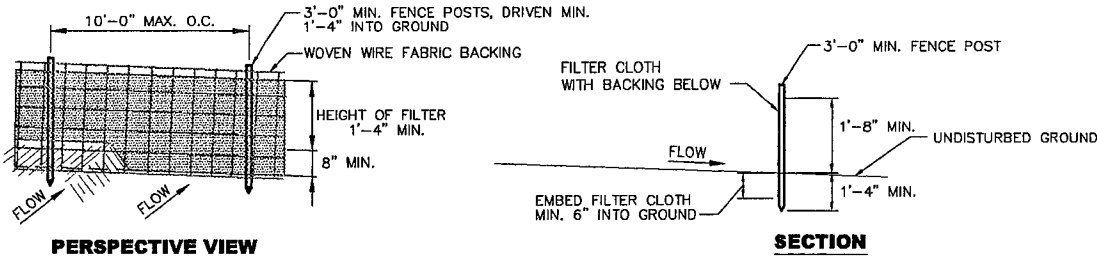 10'-0" MAX. O.C.
3'-0" MIN. FENCE POSTS, DRIVEN MIN.
1'-4" INTO GROUND
WOVEN WIRE FABRIC BACKING
HEIGHT OF FILTER
1'-4" MIN.
8" MIN.
FLOW
FLOW
PERSPECTIVE VIEW
3'-0" MIN. FENCE POST
FILTER CLOTH
WITH BACKING BELOW
1'-8" MIN.
UNDISTURBED GROUND
FLOW
1'-4" MIN.
EMBED FILTER CLOTH
MIN. 6" INTO GROUND
SECTION